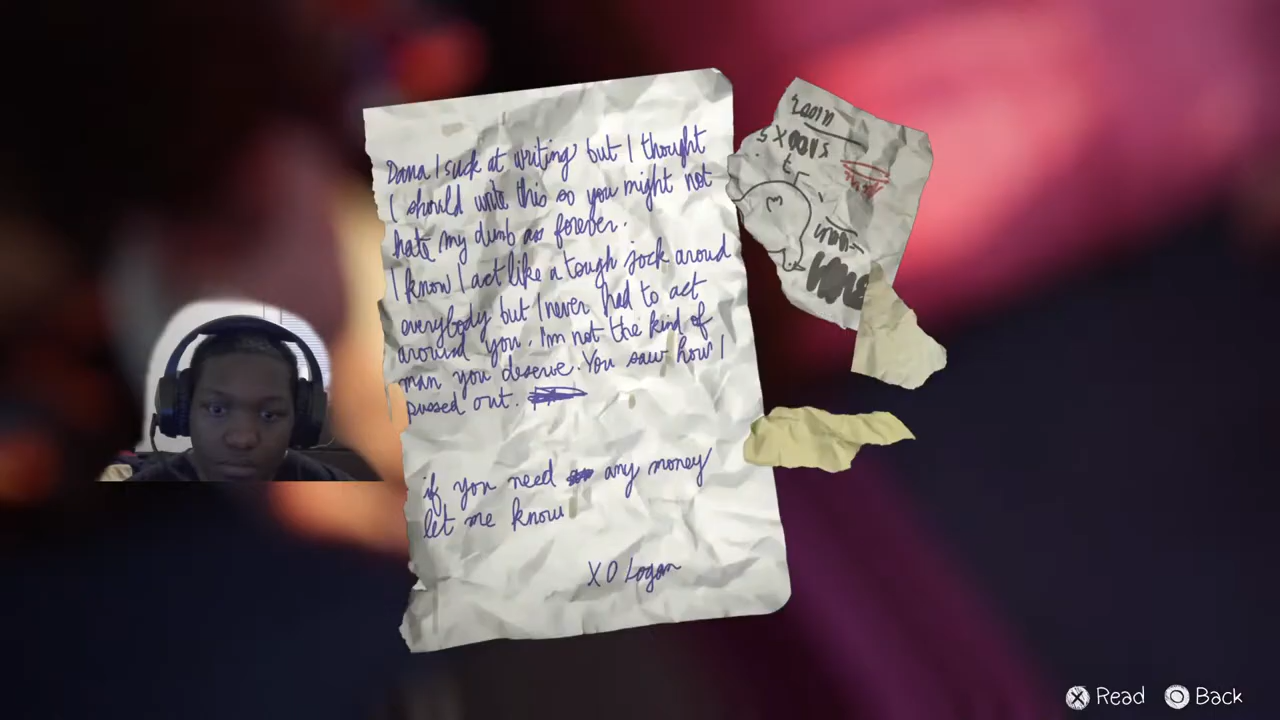 Dana I suck at writing but I thought
I should write this so you might not
hate my dumb ass forever.
I know I act like a tough jock aroud
everybody but I never had to act
around you. I'm not the kind of
man you deserve. You saw how I
pussed out.
if you need any money
let me know
XO Logan
Read Back